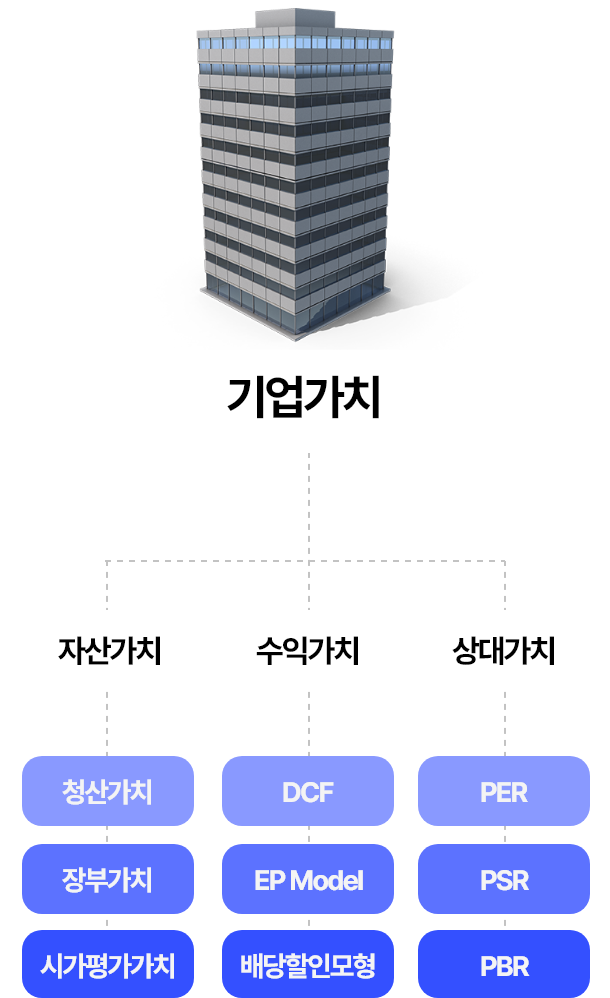 기업가치
자산가치
수익가치
상대가치
청산가치
DCF
PER
장부가치
EP Model
PSR
시가평가가치
배당할인모형
PBR